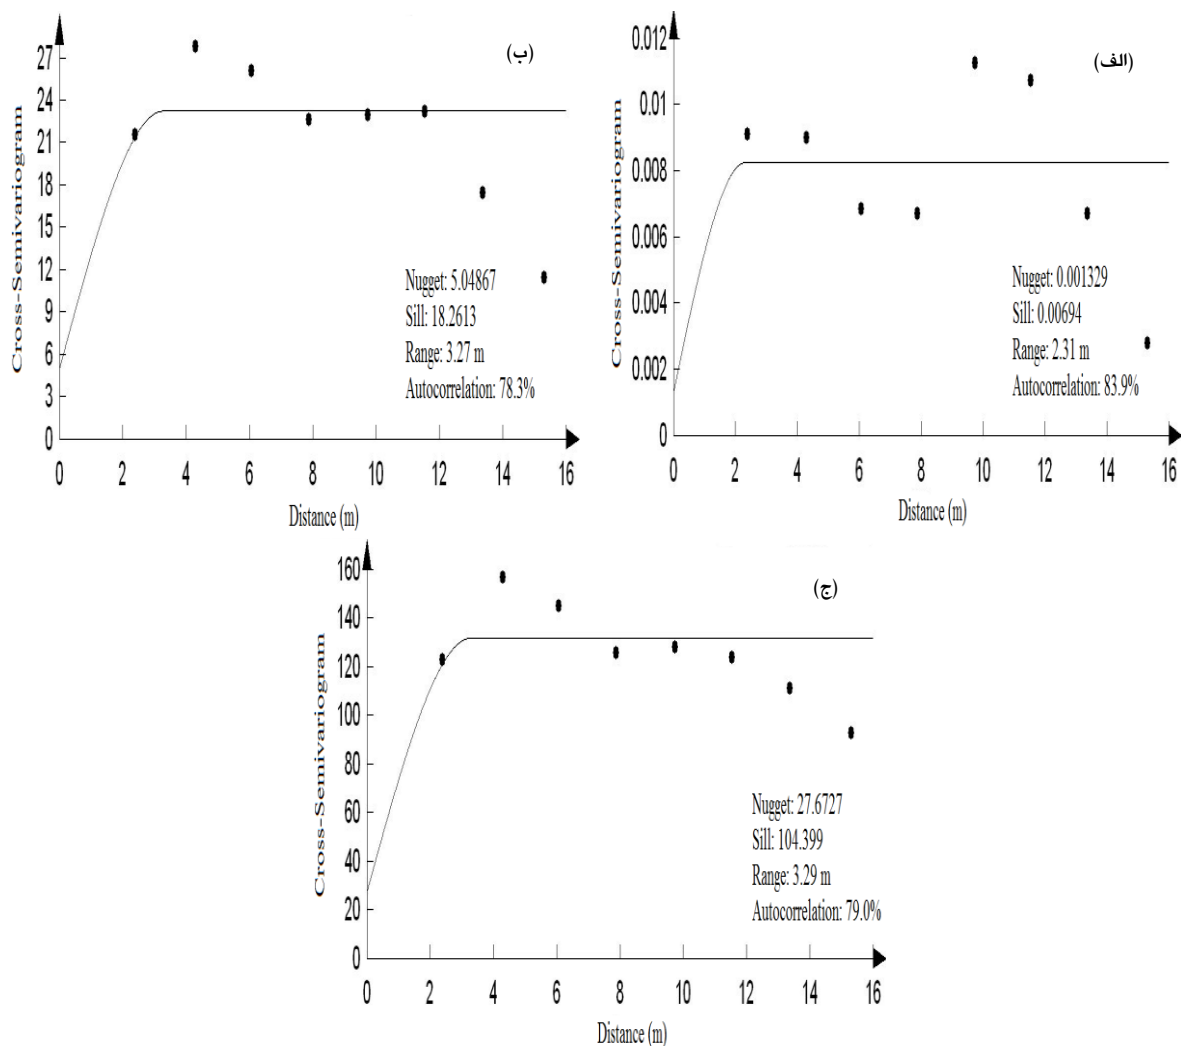 (ب)
Cross-Semivariogram
27
24
21
18
15
12
9
6
3
0
Nugget: 5.04867
Sill: 18.2613
Range: 3.27 m
Autocorrelation: 78.3%
0 2 4 6 8 10 12 14 16
Distance (m)
(الف)
Cross-Semivariogram
0.012
0.01
0.008
0.006
0.004
0.002
0
Nugget: 0.001329
Sill: 0.00694
Range: 2.31 m
Autocorrelation: 83.9%
0 2 4 6 8 10 12 14 16
Distance (m)
(ج)
Cross-Semivariogram
160
140
120
100
80
60
40
20
0
Nugget: 27.6727
Sill: 104.399
Range: 3.29 m
Autocorrelation: 79.0%
0 2 4 6 8 10 12 14 16
Distance (m)